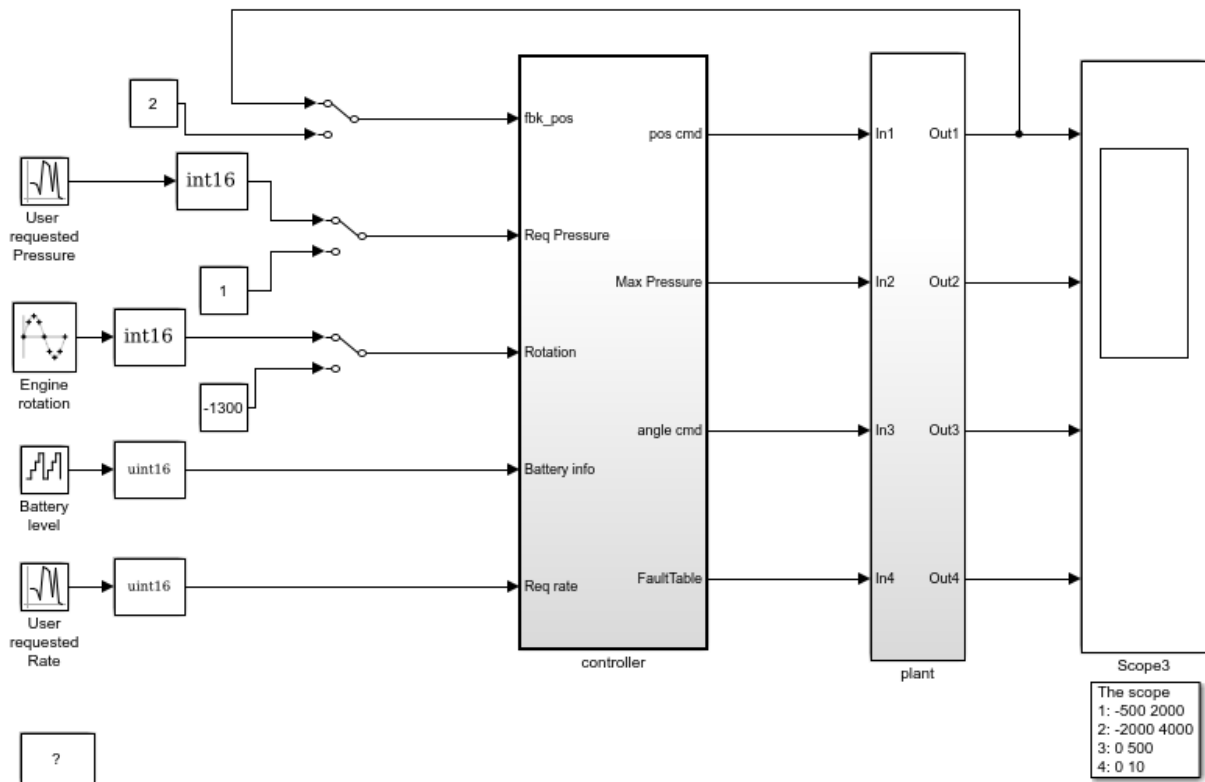 2
fbk_pos
pos cmd
In1
Out1
int16
User
requested
Pressure
Req Pressure
1
Max Pressure
In2
Out2
int16
Engine
rotation
Rotation
-1300
angle cmd
In3
Out3
Battery
level
uint16
Battery info
User
requested
Rate
uint16
Req rate
FaultTable
In4
Out4
controller
plant
Scope3
The scope
1: -500 2000
2: -2000 4000
3: 0 500
4: 0 10
?